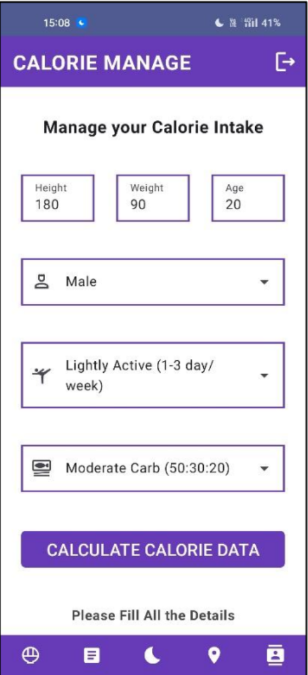 15:08 41%
CALORIE MANAGE
Manage your Calorie Intake
Height Weight Age
180 90 20
Male
Lightly Active (1-3 day/
week)
Moderate Carb (50:30:20)
CALCULATE CALORIE DATA
Please Fill All the Details